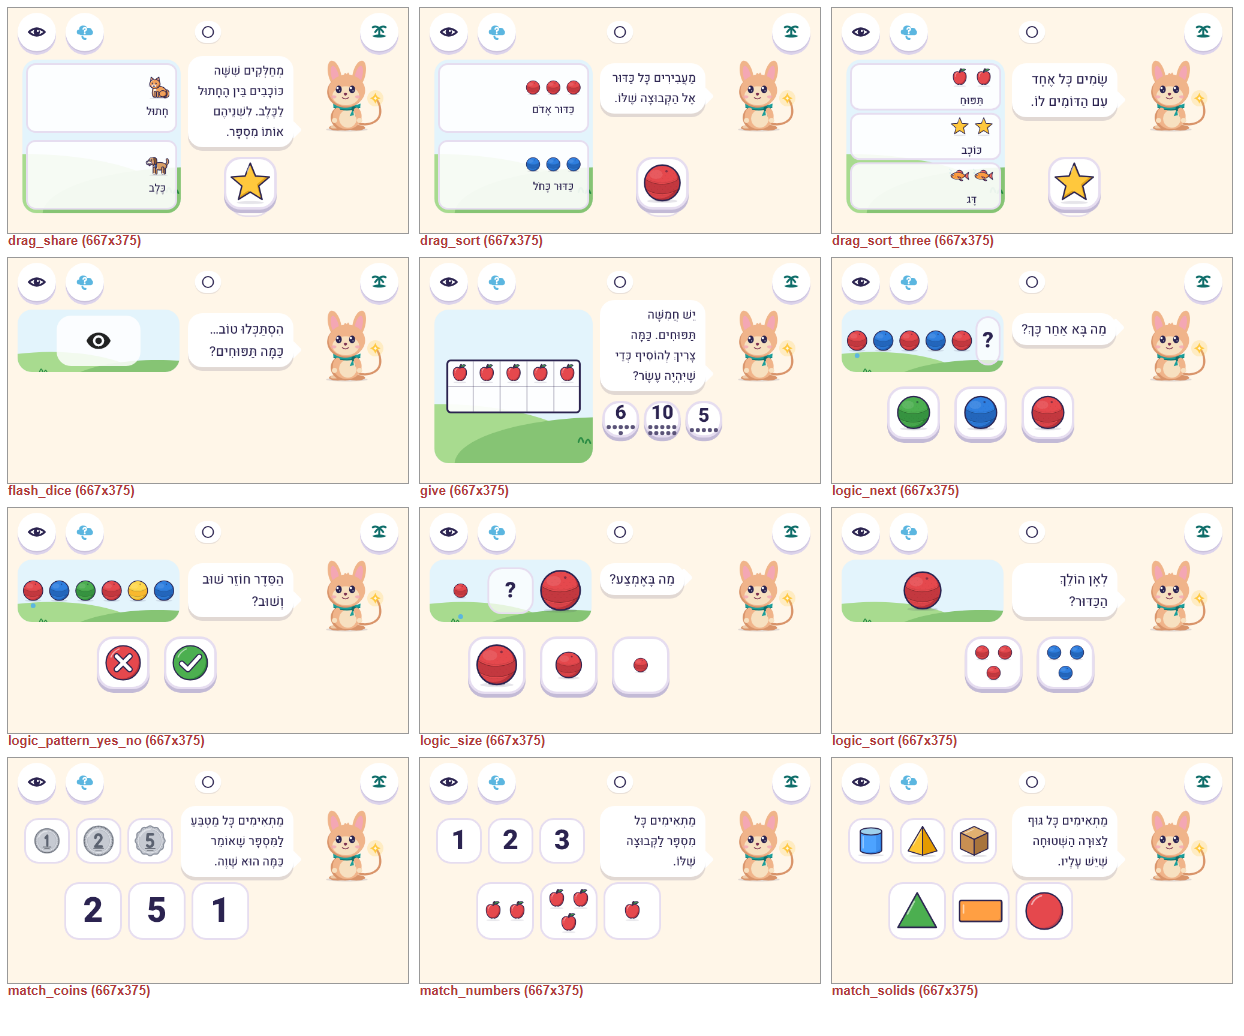 מְחַלְּקִים שִׁשָּׁה
כּוֹכָבִים בֵּין הֶחָתוּל
לַכֶּלֶב. לִשְׁנֵיהֶם
אוֹתוֹ מִסְפָּר.
חָתוּל
כֶּלֶב
drag_share (667x375)
מַעֲבִירִים כָּל כַּדּוּר
אֶל הַקְּבוּצָה שֶׁלּוֹ.
כַּדּוּר אָדֹם
כַּדּוּר כָּחֹל
drag_sort (667x375)
שָׂמִים כָּל אֶחָד
עִם הַדּוֹמִים לוֹ.
תַּפּוּחַ
כּוֹכָב
דָּג
drag_sort_three (667x375)
הִסְתַּכְּלוּ טוֹב...
כַּמָּה תַּפּוּחִים?
flash_dice (667x375)
יֵשׁ חֲמִשָּׁה
תַּפּוּחִים. כַּמָּה
צָרִיךְ לְהוֹסִיף כְּדֵי
שֶׁיִּהְיֶה עֶשֶׂר?
6 10 5
give (667x375)
מַה בָּא אַחַר כָּךְ?
?
logic_next (667x375)
הַסֵּדֶר חוֹזֵר שׁוּב
וָשׁוּב?
logic_pattern_yes_no (667x375)
מַה בָּאֶמְצַע?
?
logic_size (667x375)
לְאָן הוֹלֵךְ
הַכַּדּוּר?
logic_sort (667x375)
מַתְאִימִים כָּל מַטְבֵּעַ
לַמִּסְפָּר שֶׁאוֹמֵר
כַּמָּה הוּא שָׁוֶה.
1 2 5
2 5 1
match_coins (667x375)
מַתְאִימִים כָּל
מִסְפָּר לַקְּבוּצָה
שֶׁלּוֹ.
1 2 3
match_numbers (667x375)
מַתְאִימִים כָּל גּוּף
לַצּוּרָה הַשְּׁטוּחָה
שֶׁיֵּשׁ עָלָיו.
match_solids (667x375)